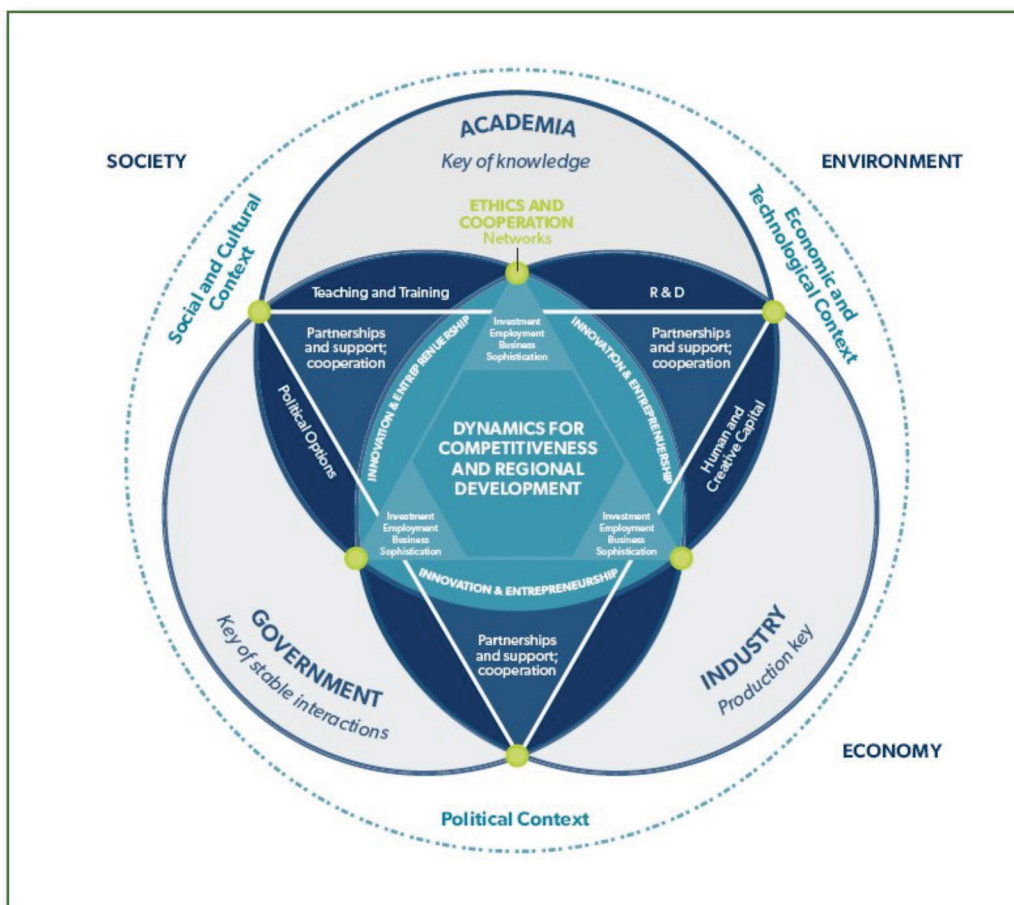 ACADEMIA
Key of knowledge
SOCIETY
ENVIRONMENT
ETHICS AND
COOPERATION
Networks
Social and Cultural
Context
Economic and
Technological Context
Teaching and Training
R & D
Partnerships
and support;
cooperation
Investment
Employment
Business
Sophistication
Partnerships
and support;
cooperation
INNOVATION & ENTREPRENUERSHIP
INNOVATION & ENTREPRENUERSHIP
Political Options
Human and
Creative Capital
DYNAMICS FOR
COMPETITIVENESS
AND REGIONAL
DEVELOPMENT
Investment
Employment
Business
Sophistication
Investment
Employment
Business
Sophistication
INNOVATION & ENTREPRENEURSHIP
GOVERNMENT
Key of stable interactions
Partnerships
and support;
cooperation
INDUSTRY
Production key
ECONOMY
Political Context